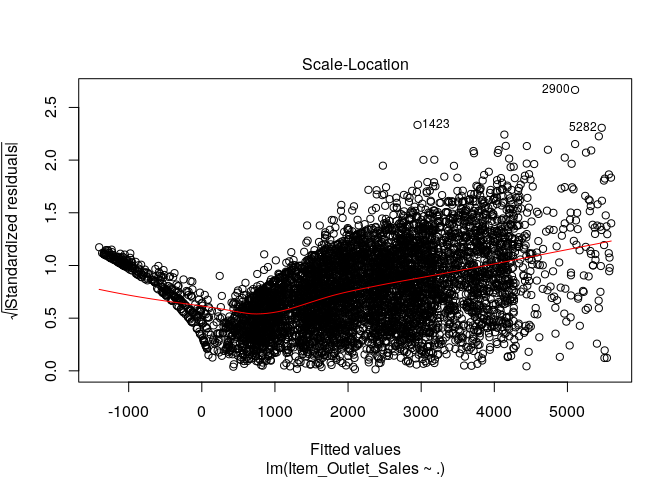 Scale-Location
√|Standardized residuals|
2.5
2.0
1.5
1.0
0.5
0.0
2900
1423
5282
-1000 0 1000 2000 3000 4000 5000
Fitted values
lm(Item_Outlet_Sales ~ .)